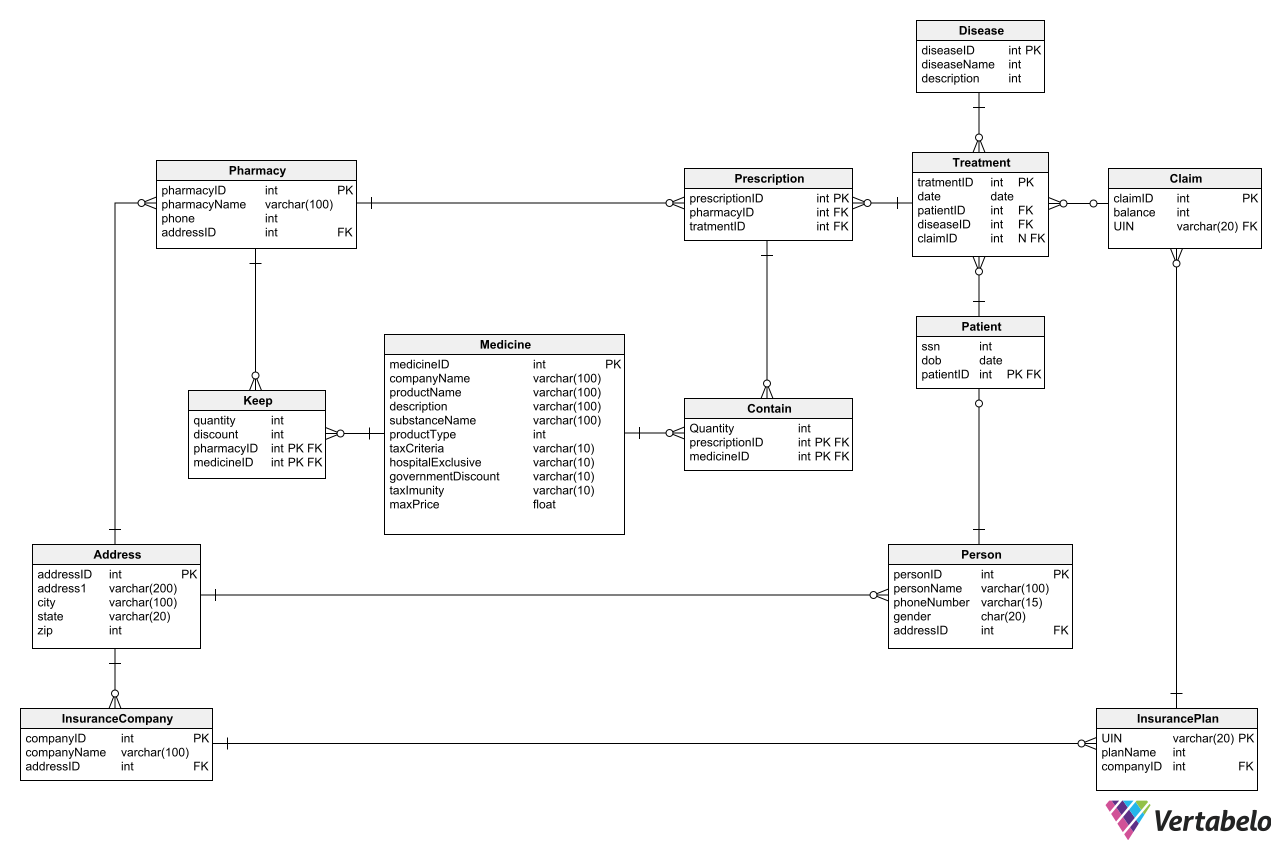 Disease
diseaseID int PK
diseaseName int
description int
Pharmacy
pharmacyID int PK
pharmacyName varchar(100)
phone int
addressID int FK
Prescription
prescriptionID int PK
pharmacyID int FK
tratmentID int FK
Treatment
tratmentID int PK
date date
patientID int FK
diseaseID int FK
claimID int N FK
Claim
claimID int PK
balance int
UIN varchar(20) FK
Patient
ssn int
dob date
patientID int PK FK
Medicine
medicineID int PK
companyName varchar(100)
productName varchar(100)
description varchar(100)
substanceName varchar(100)
productType int
taxCriteria varchar(10)
hospitalExclusive varchar(10)
governmentDiscount varchar(10)
taxImunity varchar(10)
maxPrice float
Keep
quantity int
discount int
pharmacyID int PK FK
medicineID int PK FK
Contain
Quantity int
prescriptionID int PK FK
medicineID int PK FK
Address
addressID int PK
address1 varchar(200)
city varchar(100)
state varchar(20)
zip int
Person
personID int PK
personName varchar(100)
phoneNumber varchar(15)
gender char(20)
addressID int FK
InsuranceCompany
companyID int PK
companyName varchar(100)
addressID int FK
InsurancePlan
UIN varchar(20) PK
planName int
companyID int FK
Vertabelo